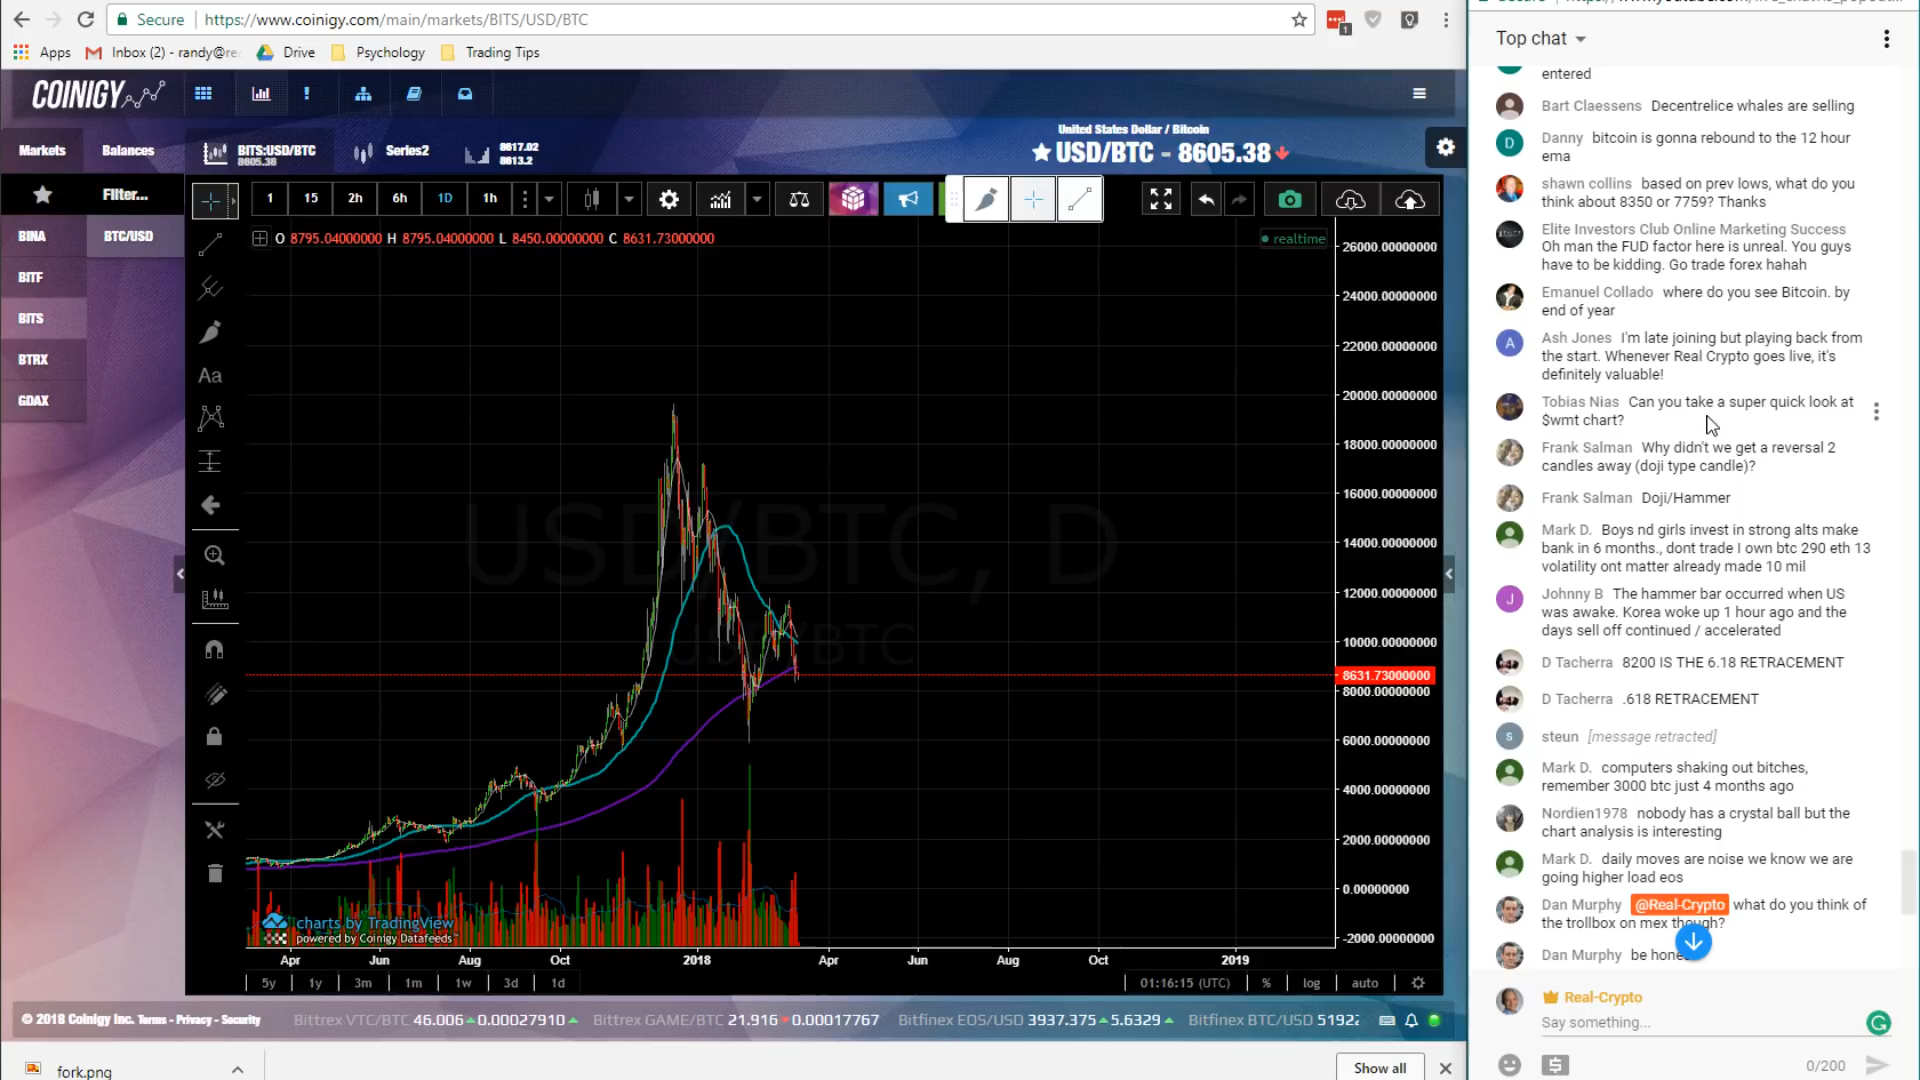 Secure
https://www.coinigy.com/main/markets/BITS/USD/BTC
1
Apps
Inbox (2) - randy@re
Drive
Psychology
Trading Tips
COINIGY
Markets
Balances
BITS:USD/BTC
8605.38
Series2
8617.02
8613.2
United States Dollar / Bitcoin
USD/BTC - 8605.38
Filter...
1
15
2h
6h
1D
1h
BINA
BTC/USD
BITF
BITS
BTRX
GDAX
Aa
O 8795.04000000 H 8795.04000000 L 8450.00000000 C 8631.73000000
realtime
USD/BTC, D
USD/BTC
26000.00000000
24000.00000000
22000.00000000
20000.00000000
18000.00000000
16000.00000000
14000.00000000
12000.00000000
10000.00000000
8631.73000000
8000.00000000
6000.00000000
4000.00000000
2000.00000000
0.00000000
-2000.00000000
charts by TradingView
powered by Coinigy Datafeeds
Apr
Jun
Aug
Oct
2018
Apr
Jun
Aug
Oct
2019
5y
1y
3m
1m
1w
3d
1d
01:16:15 (UTC)
%
log
auto
© 2018 Coinigy Inc. Terms - Privacy - Security
Bittrex VTC/BTC 46.006 0.00027910
Bittrex GAME/BTC 21.916 0.00017767
Bitfinex EOS/USD 3937.375 5.6329
Bitfinex BTC/USD 51922
fork.png
Show all
Top chat
entered
Bart Claessens Decentrelice whales are selling
D
Danny bitcoin is gonna rebound to the 12 hour
ema
shawn collins based on prev lows, what do you
think about 8350 or 7759? Thanks
Elite Investors Club Online Marketing Success
Oh man the FUD factor here is unreal. You guys
have to be kidding. Go trade forex hahah
Emanuel Collado where do you see Bitcoin. by
end of year
A
Ash Jones I'm late joining but playing back from
the start. Whenever Real Crypto goes live, it's
definitely valuable!
Tobias Nias Can you take a super quick look at
$wmt chart?
Frank Salman Why didn't we get a reversal 2
candles away (doji type candle)?
Frank Salman Doji/Hammer
Mark D. Boys nd girls invest in strong alts make
bank in 6 months., dont trade I own btc 290 eth 13
volatility ont matter already made 10 mil
J
Johnny B The hammer bar occurred when US
was awake. Korea woke up 1 hour ago and the
days sell off continued / accelerated
D Tacherra 8200 IS THE 6.18 RETRACEMENT
D Tacherra .618 RETRACEMENT
s
steun [message retracted]
Mark D. computers shaking out bitches,
remember 3000 btc just 4 months ago
Nordien1978 nobody has a crystal ball but the
chart analysis is interesting
Mark D. daily moves are noise we know we are
going higher load eos
Dan Murphy @Real-Crypto what do you think of
the trollbox on mex though?
Dan Murphy be hone
Real-Crypto
Say something...
0/200